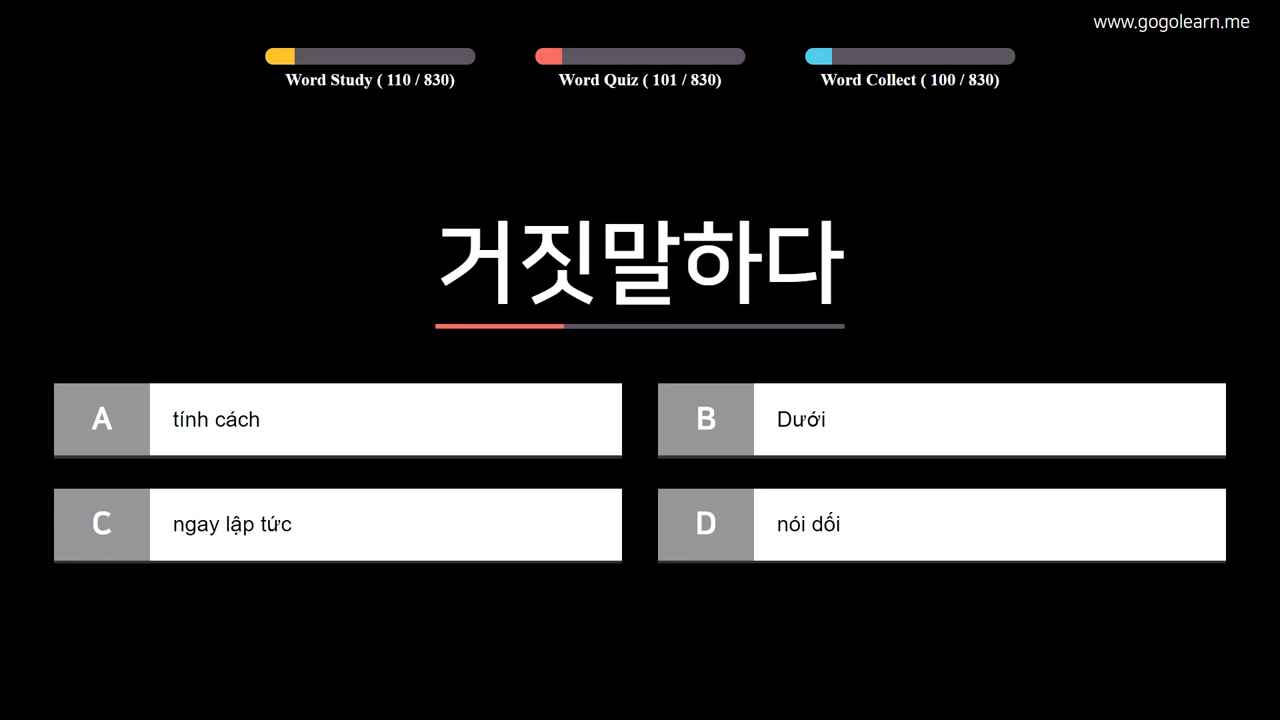 www.gogolearn.me
Word Study ( 110 / 830)
Word Quiz ( 101 / 830)
Word Collect ( 100 / 830)
거짓말하다
A tính cách
B Dưới
C ngay lập tức
D nói dối